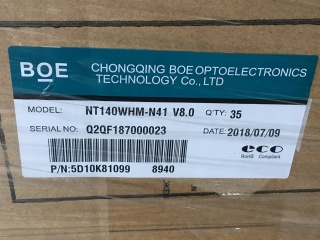 BOE
CHONGQING BOE OPTOELECTRONICS
TECHNOLOGY Co., LTD
MODEL: NT140WHM-N41 V8.0 Q'TY: 35
SERIAL NO: Q2QF187000023 DATE: 2018/07/09
eco
RoHS Compliant
P/N:5D10K81099 8940